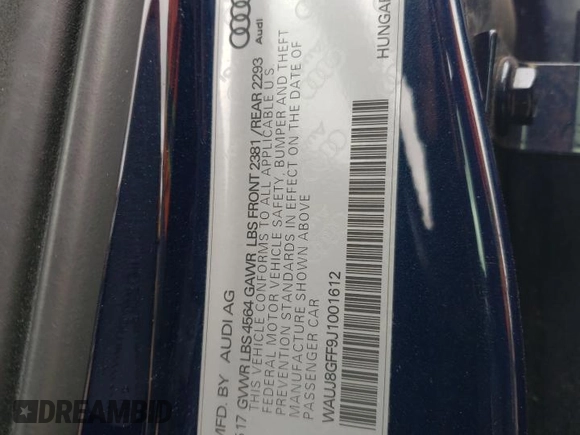 Audi
MFD. BY AUDI AG
17 GVWR LBS 4564 GAWR LBS FRONT 2381 / REAR 2293
THIS VEHICLE CONFORMS TO ALL APPLICABLE U.S.
FEDERAL MOTOR VEHICLE SAFETY, BUMPER AND THEFT
PREVENTION STANDARDS IN EFFECT ON THE DATE OF
MANUFACTURE SHOWN ABOVE
PASSENGER CAR
WAUU8GFF9J1001612
DREAMBID